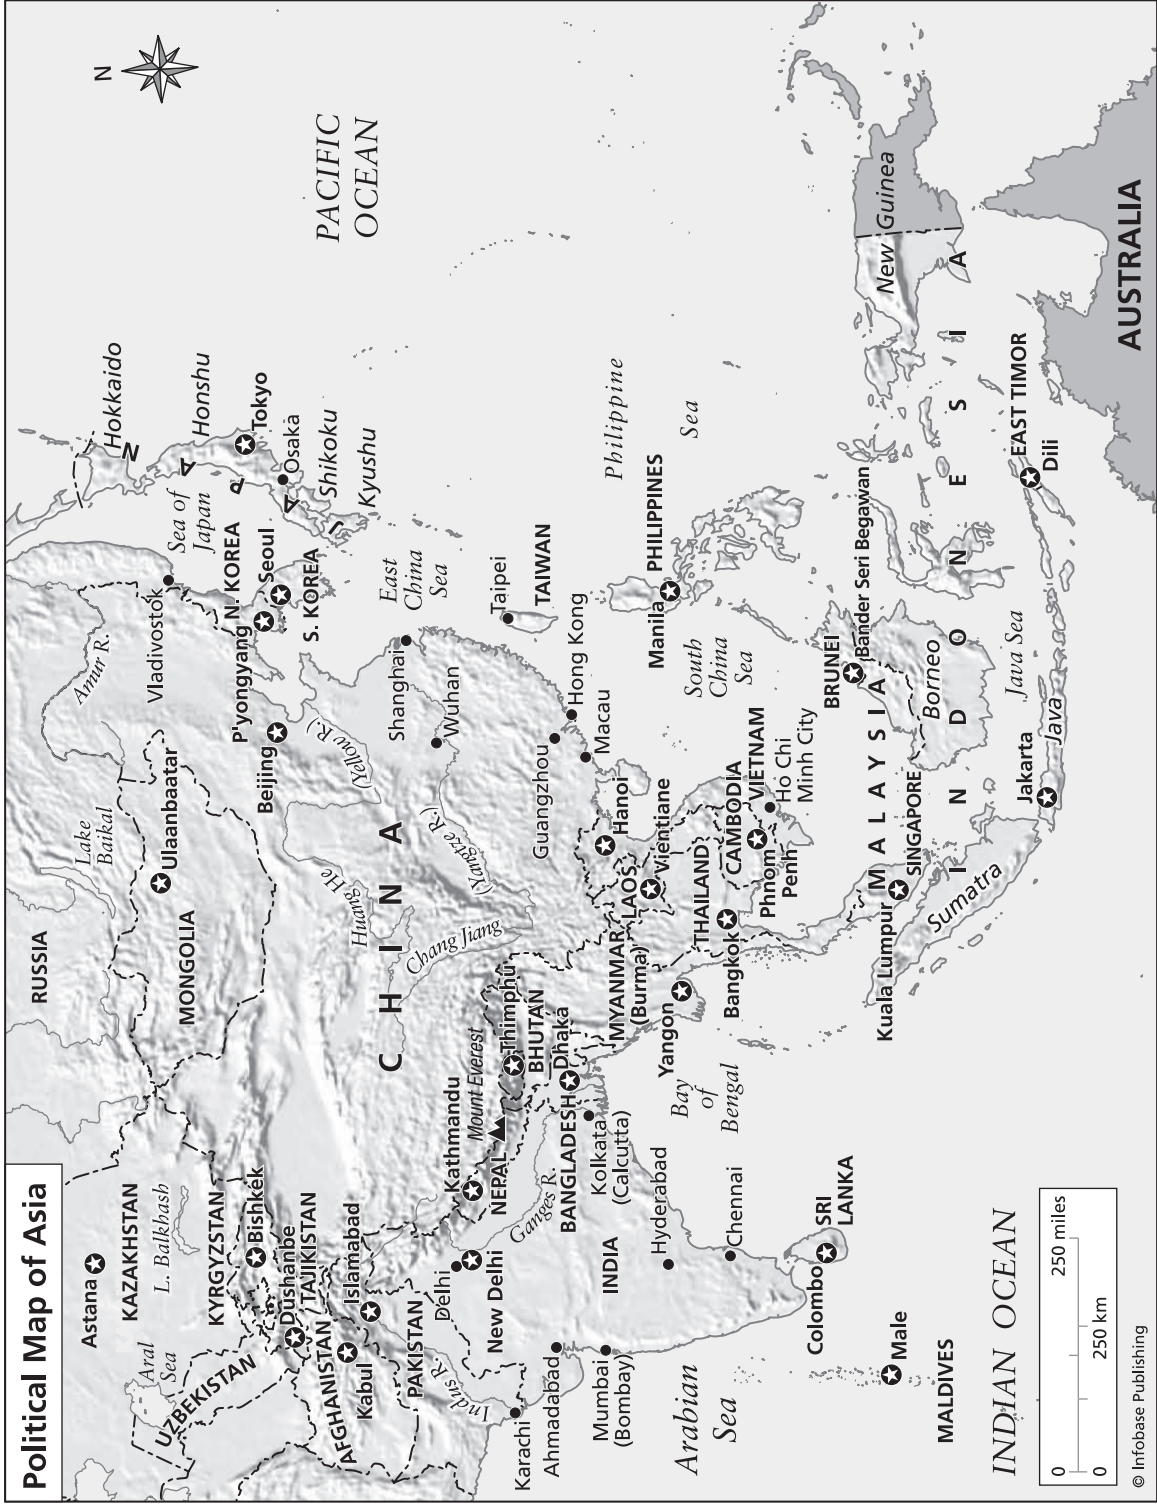 Political Map of Asia
N
PACIFIC
OCEAN
RUSSIA
Astana
KAZAKHSTAN
L. Balkhash
Aral
Sea
UZBEKISTAN
KYRGYZSTAN
Bishkek
Dushanbe
TAJIKISTAN
AFGHANISTAN
Kabul
Islamabad
PAKISTAN
Indus R.
Karachi
MONGOLIA
Ulaanbaatar
Lake
Baikal
Amur R.
Vladivostok
Sea of
Japan
Hokkaido
Honshu
JAPAN
Tokyo
Osaka
Shikoku
Kyushu
N. KOREA
P'yongyang
Seoul
S. KOREA
Beijing
(Yellow R.)
Huang He
CHINA
Chang Jiang
(Yangtze R.)
Shanghai
Wuhan
East
China
Sea
Taipei
TAIWAN
Guangzhou
Hong Kong
Macau
Delhi
New Delhi
Kathmandu
NEPAL
Mount Everest
Thimphu
BHUTAN
Ganges R.
Dhaka
BANGLADESH
Kolkata
(Calcutta)
Ahmadabad
Mumbai
(Bombay)
INDIA
Hyderabad
Chennai
Arabian
Sea
Bay
of
Bengal
SRI
LANKA
Colombo
Male
MALDIVES
INDIAN OCEAN
MYANMAR
(Burma)
Yangon
LAOS
Vientiane
Hanoi
THAILAND
Bangkok
CAMBODIA
Phnom
Penh
VIETNAM
Ho Chi
Minh City
South
China
Sea
Philippine
Sea
PHILIPPINES
Manila
BRUNEI
Bander Seri Begawan
MALAYSIA
Kuala Lumpur
SINGAPORE
Sumatra
Borneo
INDONESIA
Java Sea
Jakarta
Java
EAST TIMOR
Dili
New Guinea
AUSTRALIA
0 250 miles
0 250 km
© Infobase Publishing